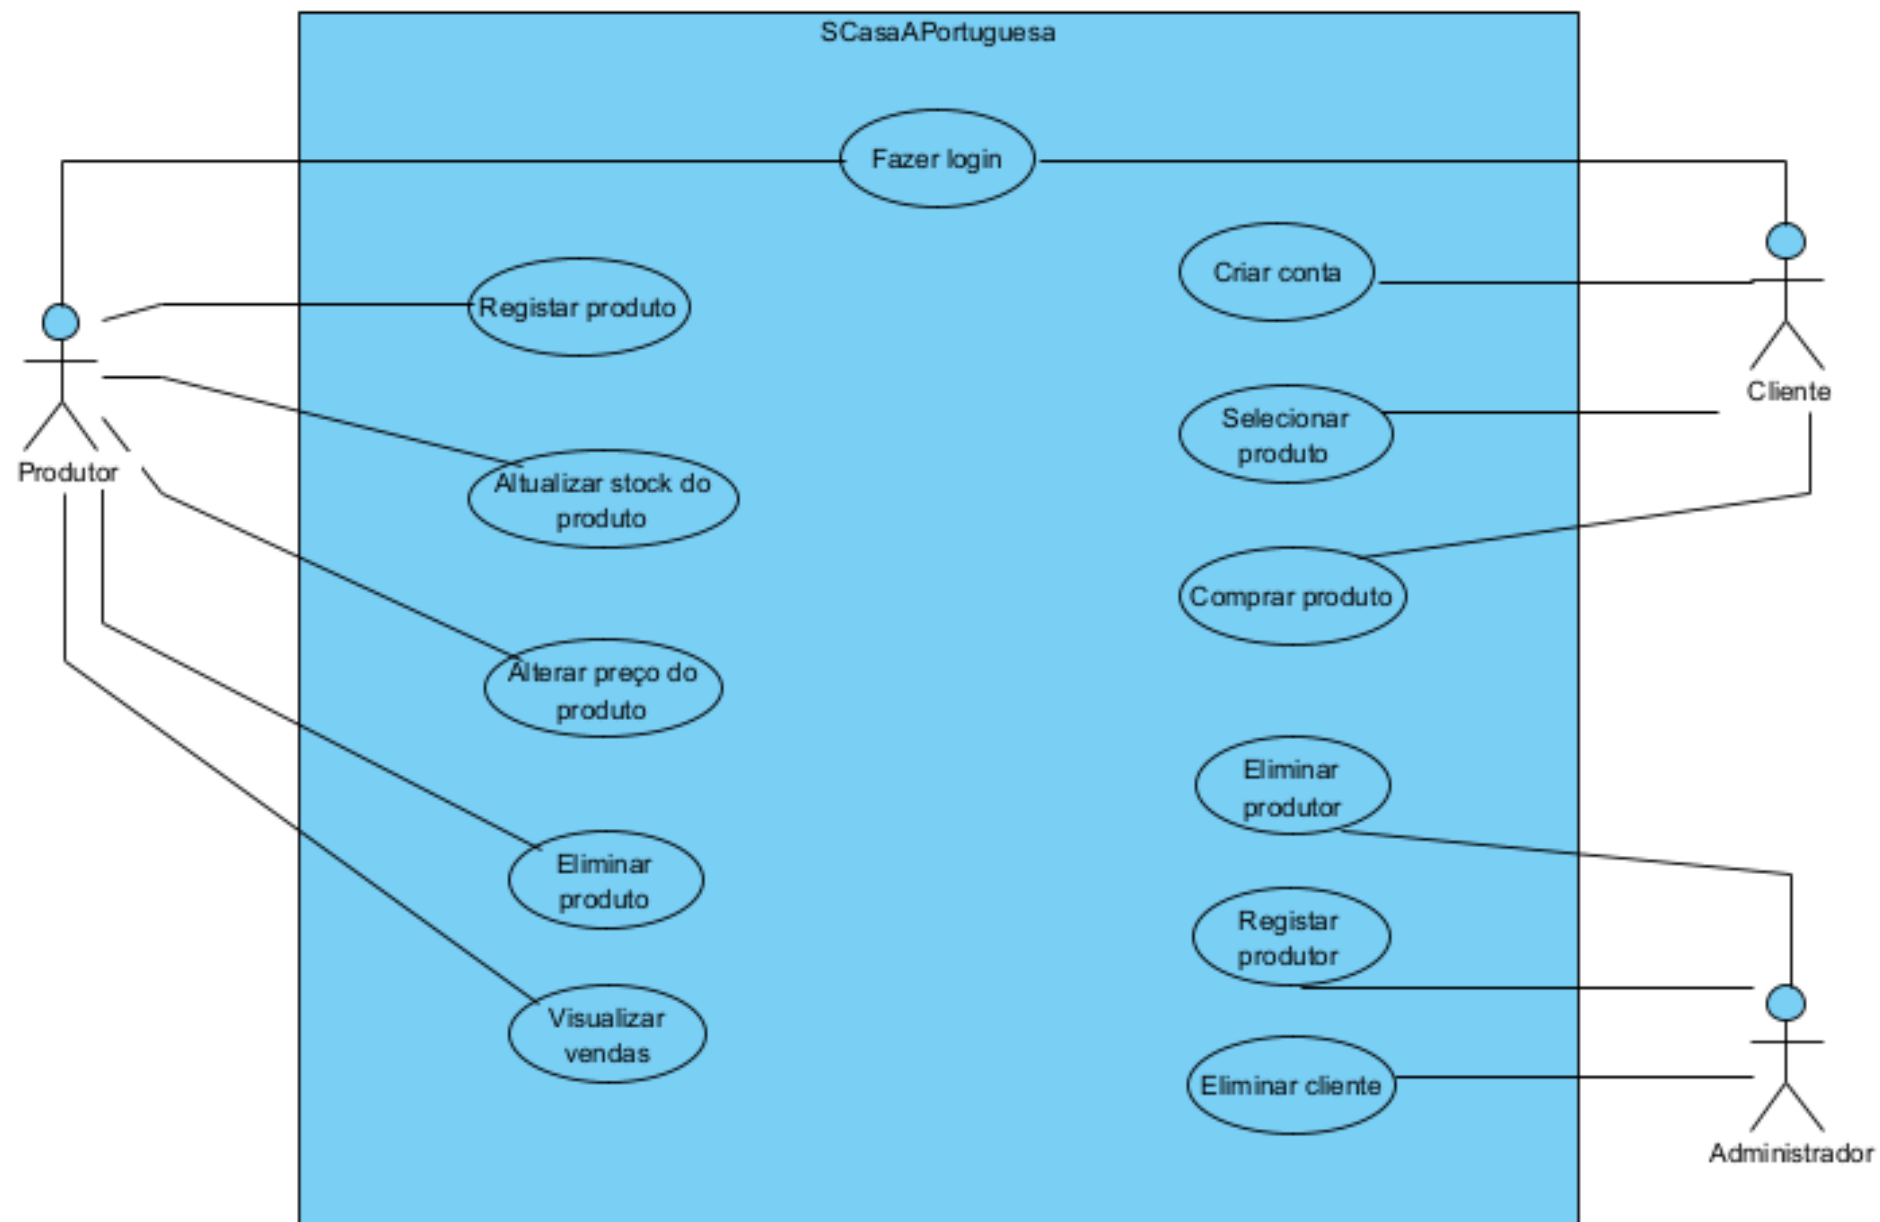 SCasaAPortuguesa
Fazer login
Criar conta
Registar produto
Cliente
Selecionar
produto
Produtor
Altualizar stock do
produto
Comprar produto
Alterar preço do
produto
Eliminar
produtor
Eliminar
produto
Registar
produtor
Visualizar
vendas
Eliminar cliente
Administrador